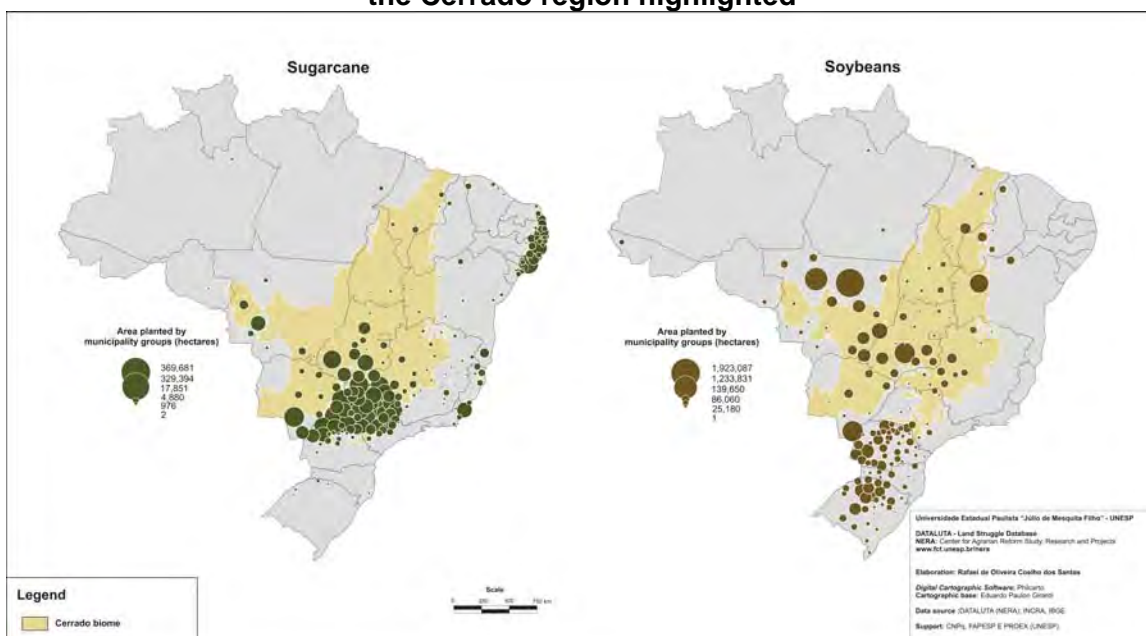 the Cerrado region highlighted
Sugarcane
Soybeans
Area planted by
municipality groups (hectares)
369,681
329,394
17,851
4,880
976
2
Area planted by
municipality groups (hectares)
1,923,087
1,233,831
139,650
86,060
25,180
1
Legend
Cerrado biome
Scale
Universidade Estadual Paulista "Júlio de Mesquita Filho" - UNESP
DATALUTA - Land Struggle Database
NERA: Center for Agrarian Reform Study, Research and Projects
www.fct.unesp.br/nera
Elaboration: Rafael de Oliveira Coelho dos Santos
Digital Cartographic Software: Philcarto
Cartographic base: Eduardo Paulon Girardi
Data source :DATALUTA (NERA); INCRA, IBGE
Support: CNPq, FAPESP E PROEX (UNESP).